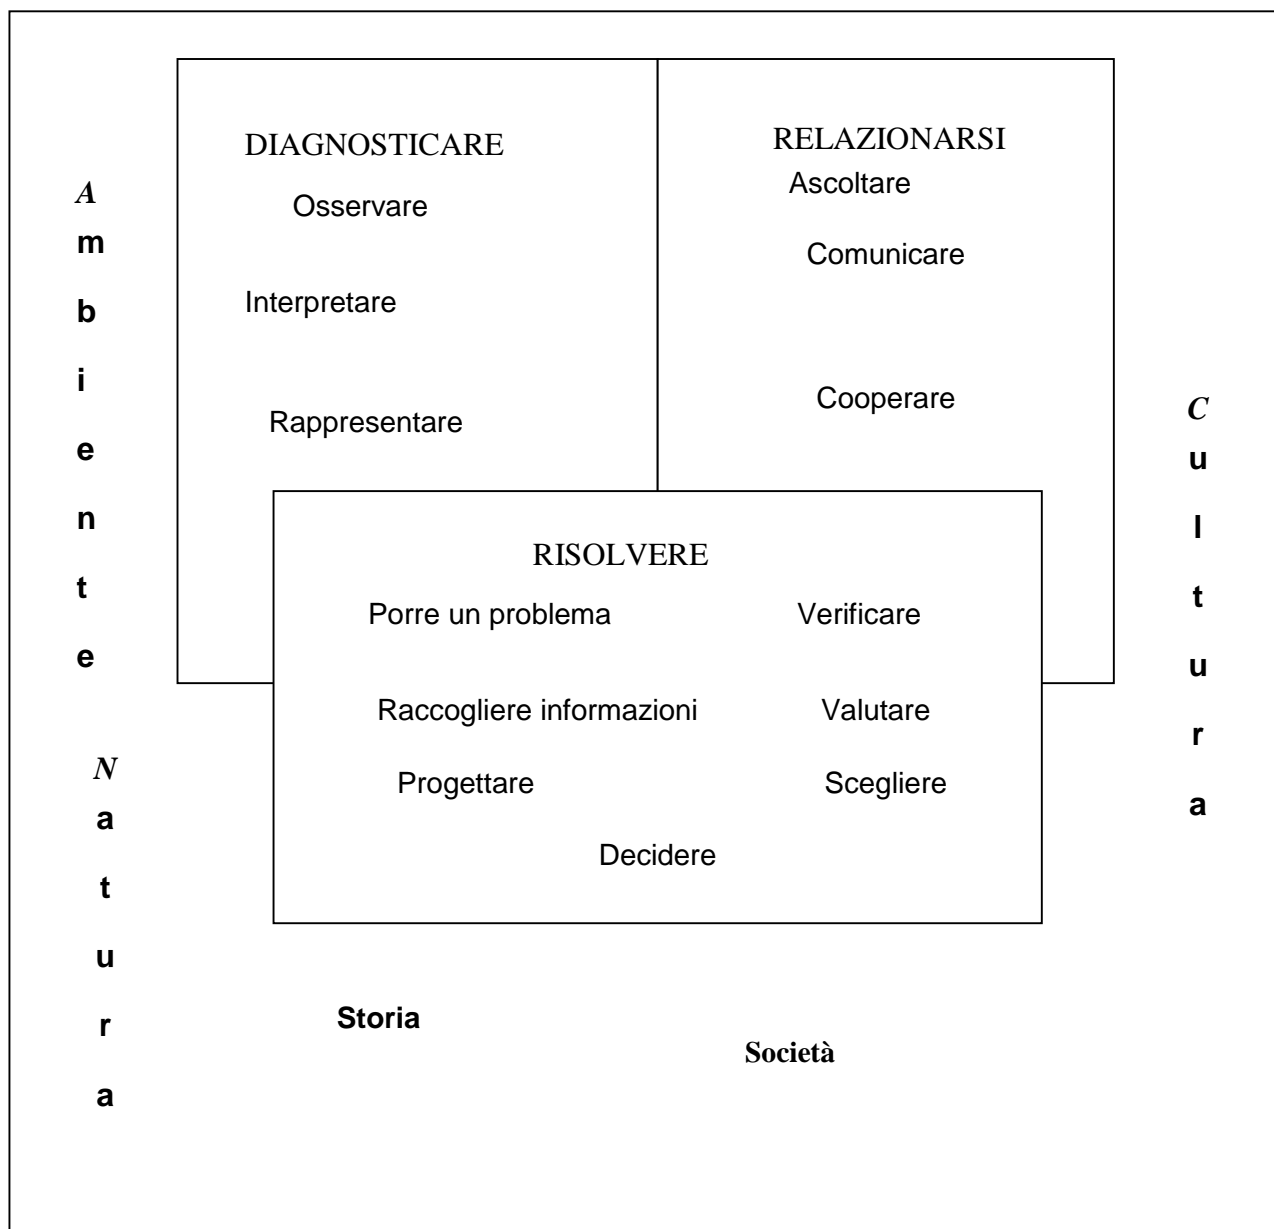 DIAGNOSTICARE
Osservare
Interpretare
Rappresentare
RELAZIONARSI
Ascoltare
Comunicare
Cooperare
RISOLVERE
Porre un problema
Verificare
Raccogliere informazioni
Valutare
Progettare
Scegliere
Decidere
Ambiente
Natura
Cultura
Storia
Società